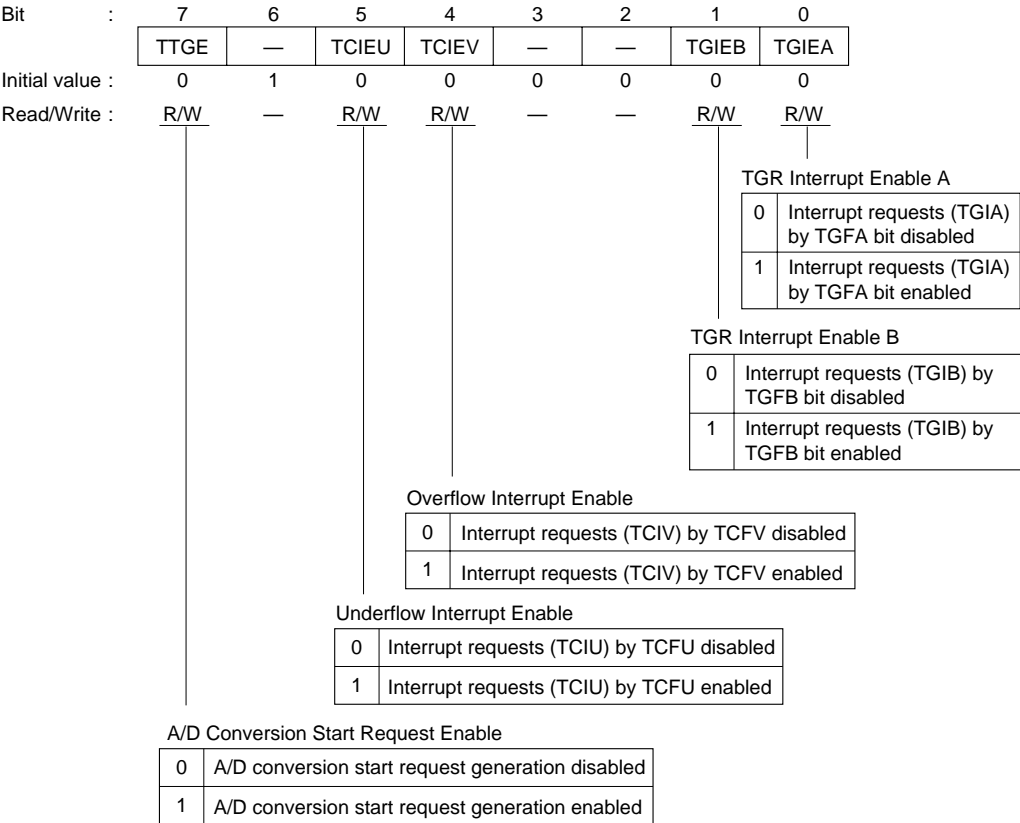 Bit : 7 6 5 4 3 2 1 0
TTGE — TCIEU TCIEV — — TGIEB TGIEA
Initial value : 0 1 0 0 0 0 0 0
Read/Write : R/W — R/W R/W — — R/W R/W
TGR Interrupt Enable A
0 Interrupt requests (TGIA)
by TGFA bit disabled
1 Interrupt requests (TGIA)
by TGFA bit enabled
TGR Interrupt Enable B
0 Interrupt requests (TGIB) by
TGFB bit disabled
1 Interrupt requests (TGIB) by
TGFB bit enabled
Overflow Interrupt Enable
0 Interrupt requests (TCIV) by TCFV disabled
1 Interrupt requests (TCIV) by TCFV enabled
Underflow Interrupt Enable
0 Interrupt requests (TCIU) by TCFU disabled
1 Interrupt requests (TCIU) by TCFU enabled
A/D Conversion Start Request Enable
0 A/D conversion start request generation disabled
1 A/D conversion start request generation enabled